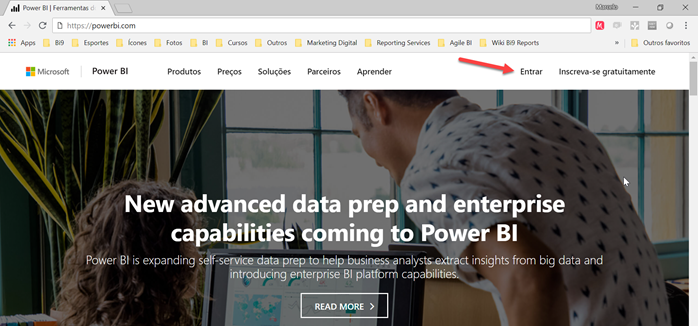 Power BI | Ferramentas de
Marcelo
https://powerbi.com
Apps Bi9 Esportes Ícones Fotos BI Cursos Outros Marketing Digital Reporting Services Agile BI Wiki Bi9 Reports » Outros favoritos
Microsoft Power BI Produtos Preços Soluções Parceiros Aprender Entrar Inscreva-se gratuitamente
New advanced data prep and enterprise
capabilities coming to Power BI
Power BI is expanding self-service data prep to help business analysts extract insights from big data and
introducing enterprise BI platform capabilities.
READ MORE >